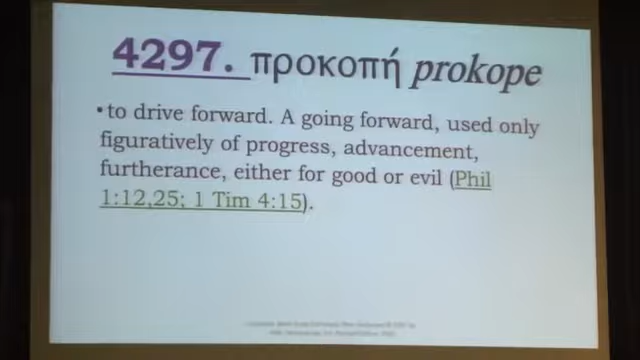 4297. προκοπή prokope
• to drive forward. A going forward, used only
figuratively of progress, advancement,
furtherance, either for good or evil (Phil
1:12,25; 1 Tim 4:15).